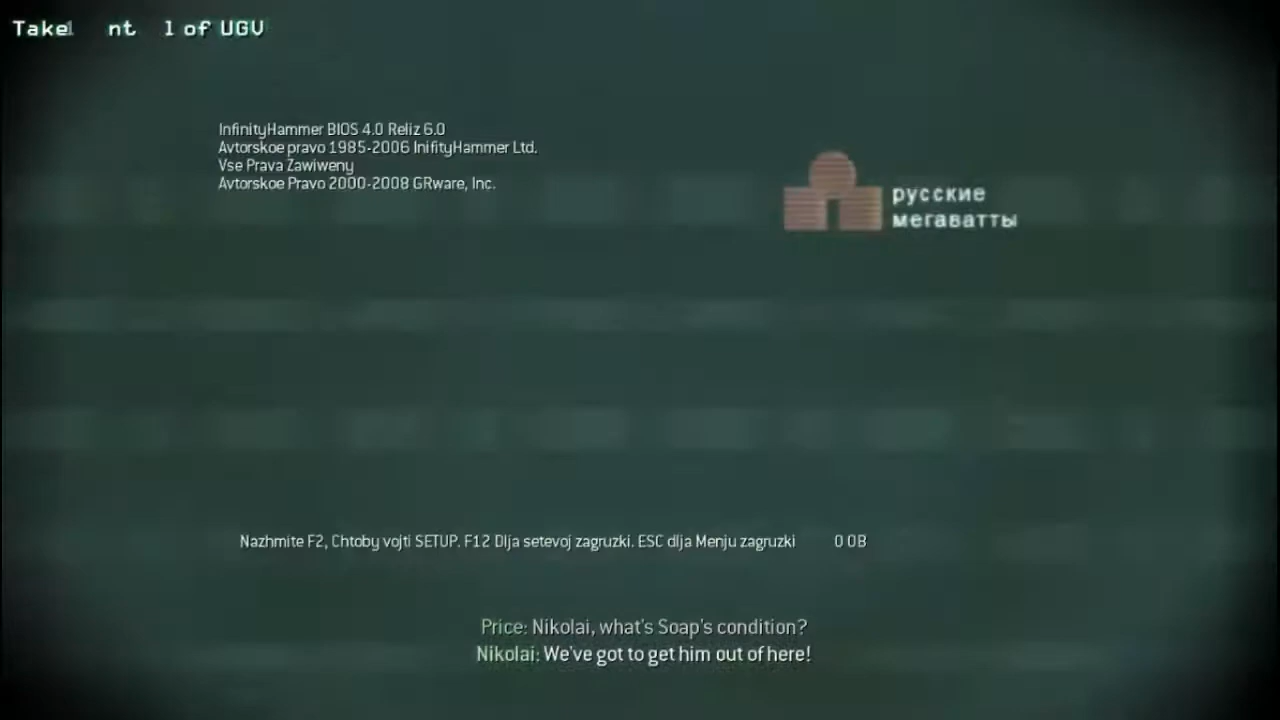 Take nt l of UGV
InfinityHammer BIOS 4.0 Reliz 6.0
Avtorskoe pravo 1985-2006 InifityHammer Ltd.
Vse Prava Zawiweny
Avtorskoe Pravo 2000-2008 GRware, Inc.
русские
мегаватты
Nazhmite F2, Chtoby vojti SETUP. F12 Dlja setevoj zagruzki. ESC dlja Menju zagruzki 0 0B
Price: Nikolai, what's Soap's condition?
Nikolai: We've got to get him out of here!